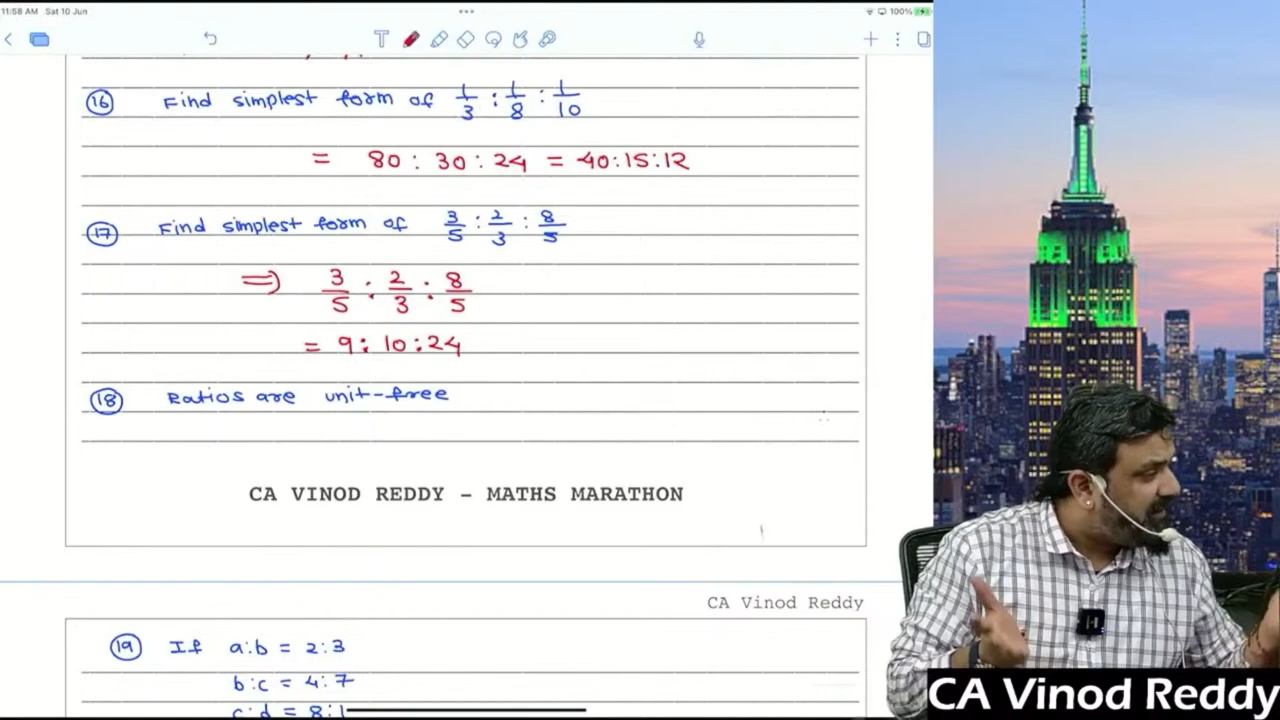 11:58 AM Sat 10 Jun
100%
16 Find simplest form of 1/3 : 1/8 : 1/10
= 80 : 30 : 24 = 40:15:12
17 Find simplest form of 3/5 : 2/3 : 8/5
=> 3/5 : 2/3 : 8/5
= 9 : 10 : 24
18 Ratios are unit-free
CA VINOD REDDY - MATHS MARATHON
CA Vinod Reddy
19 If a:b = 2:3
b:c = 4:7
c:d = 8:1
CA Vinod Reddy